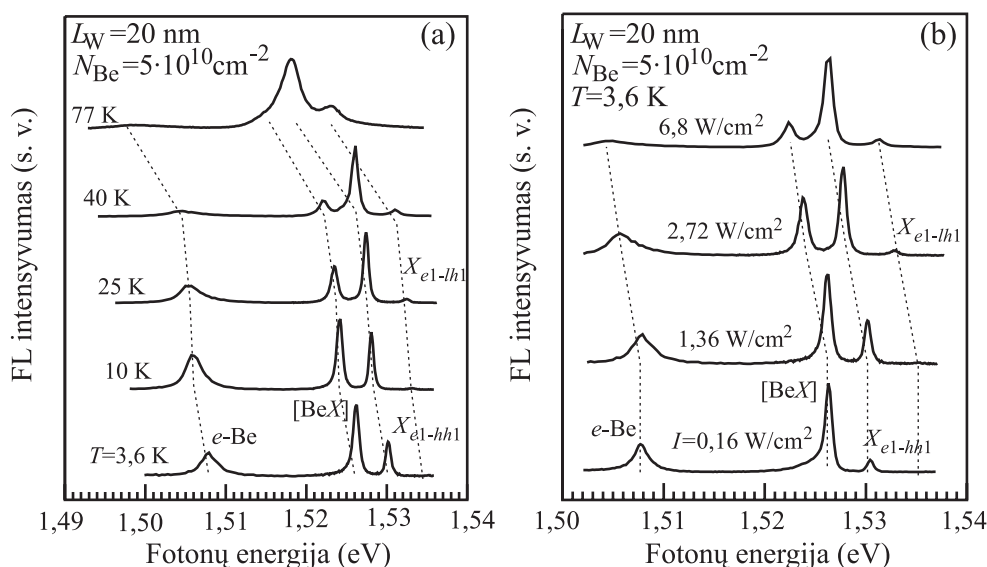 (a)
L_W=20 nm
N_Be=5·10^10cm^-2
77 K
40 K
25 K
10 K
T=3,6 K
e-Be
[BeX]
X_e1-hh1
X_e1-lh1
FL intensyvumas (s. v.)
1,49 1,50 1,51 1,52 1,53 1,54
Fotonų energija (eV)
(b)
L_W=20 nm
N_Be=5·10^10cm^-2
T=3,6 K
6,8 W/cm^2
2,72 W/cm^2
X_e1-lh1
1,36 W/cm^2
[BeX]
e-Be
I=0,16 W/cm^2
X_e1-hh1
FL intensyvumas (s. v.)
1,50 1,51 1,52 1,53 1,54
Fotonų energija (eV)